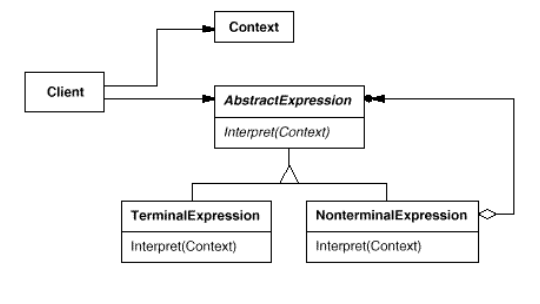 Context
Client
AbstractExpression
Interpret(Context)
TerminalExpression
Interpret(Context)
NonterminalExpression
Interpret(Context)